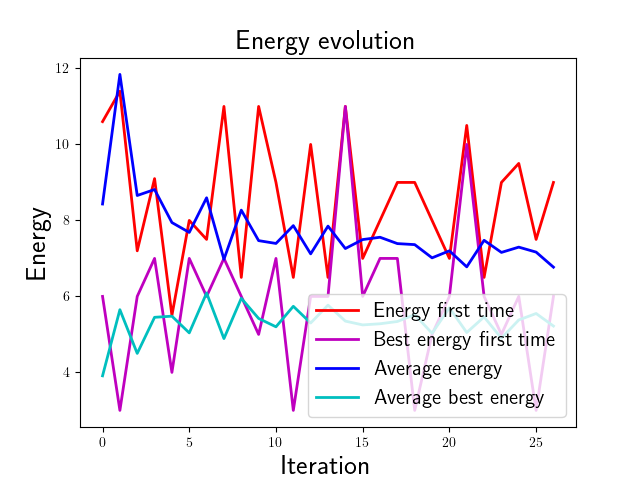 Energy evolution
12
10
8
6
4
Energy
Energy first time
Best energy first time
Average energy
Average best energy
0 5 10 15 20 25
Iteration